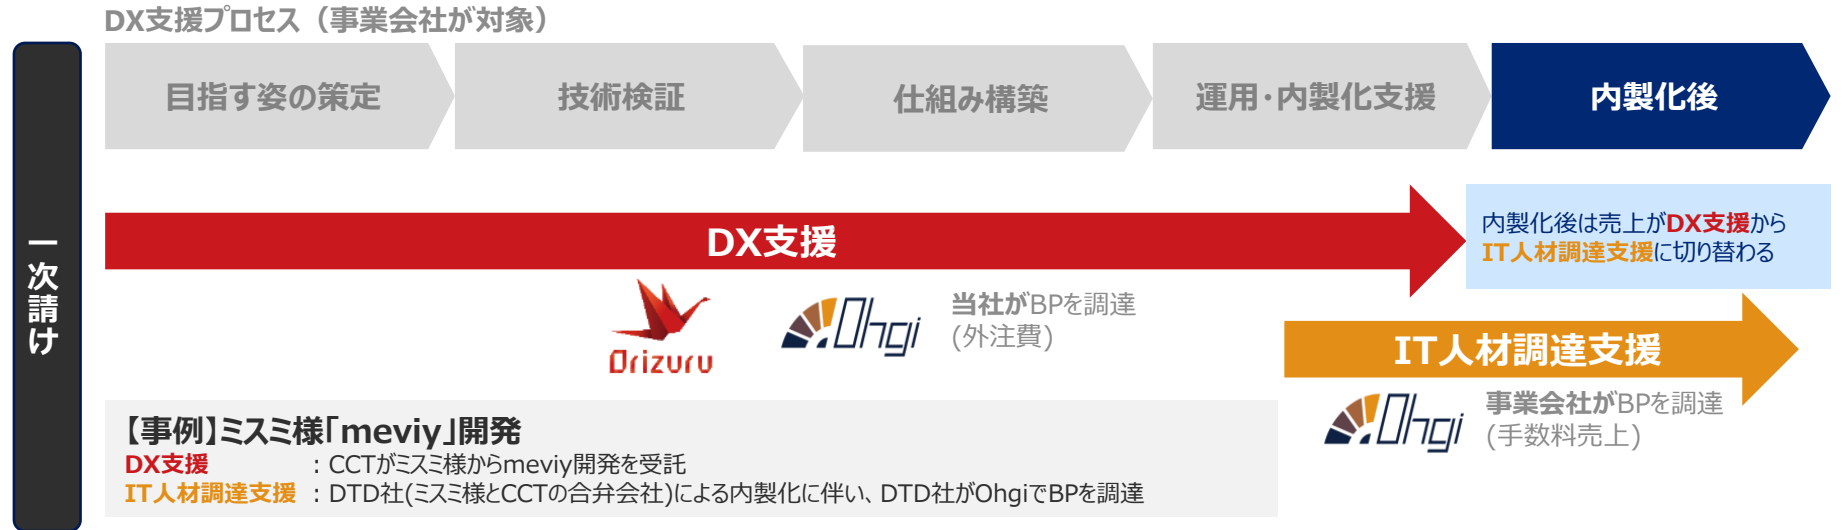 DX支援プロセス（事業会社が対象）
目指す姿の策定
技術検証
仕組み構築
運用・内製化支援
内製化後
一次請け
DX支援
内製化後は売上がDX支援から
IT人材調達支援に切り替わる
Orizuru
Ohgi
当社がBPを調達
(外注費)
IT人材調達支援
Ohgi
事業会社がBPを調達
(手数料売上)
【事例】ミスミ様「meviy」開発
DX支援 ：CCTがミスミ様からmeviy開発を受託
IT人材調達支援 ：DTD社(ミスミ様とCCTの合弁会社)による内製化に伴い、DTD社がOhgiでBPを調達